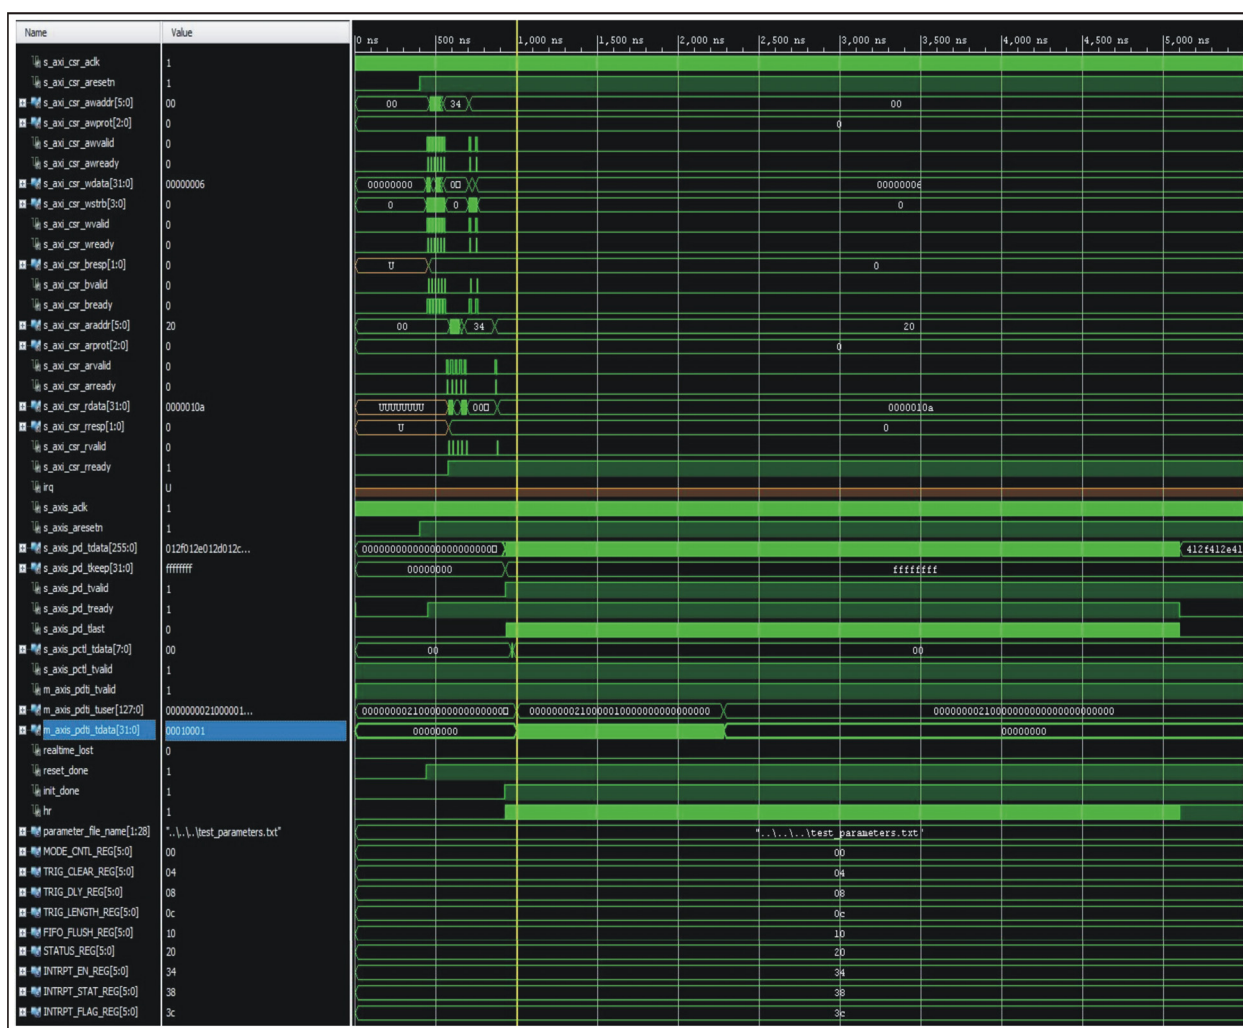 Name Value
0 ns 500 ns 1,000 ns 1,500 ns 2,000 ns 2,500 ns 3,000 ns 3,500 ns 4,000 ns 4,500 ns 5,000 ns
s_axi_csr_aclk 1
s_axi_csr_aresetn 1
s_axi_csr_awaddr[5:0] 00 00 34 00
s_axi_csr_awprot[2:0] 0 0
s_axi_csr_awvalid 0
s_axi_csr_awready 0
s_axi_csr_wdata[31:0] 00000006 00000000 0 00000006
s_axi_csr_wstrb[3:0] 0 0 0 0
s_axi_csr_wvalid 0
s_axi_csr_wready 0
s_axi_csr_bresp[1:0] 0 U 0
s_axi_csr_bvalid 0
s_axi_csr_bready 0
s_axi_csr_araddr[5:0] 20 00 34 20
s_axi_csr_arprot[2:0] 0 0
s_axi_csr_arvalid 0
s_axi_csr_arready 0
s_axi_csr_rdata[31:0] 0000010a UUUUUUUU 00 0000010a
s_axi_csr_rresp[1:0] 0 U 0
s_axi_csr_rvalid 0
s_axi_csr_rready 1
irq U
s_axis_aclk 1
s_axis_aresetn 1
s_axis_pd_tdata[255:0] 012f012e012d012c... 000000000000000000000000 412f412e41
s_axis_pd_tkeep[31:0] ffffffff 00000000 ffffffff
s_axis_pd_tvalid 1
s_axis_pd_tready 1
s_axis_pd_tlast 0
s_axis_pctl_tdata[7:0] 00 00 00
s_axis_pctl_tvalid 1
m_axis_pdti_tvalid 1
m_axis_pdti_tuser[127:0] 0000000021000001... 00000000210000000000000000 00000000210000010000000000000000 00000000210000000000000000000000
m_axis_pdti_tdata[31:0] 00010001 00000000 00000000
realtime_lost 0
reset_done 1
init_done 1
hr 1
parameter_file_name[1:28] "..\..\..\test_parameters.txt" "..\..\..\test_parameters.txt"
MODE_CNTL_REG[5:0] 00 00
TRIG_CLEAR_REG[5:0] 04 04
TRIG_DLY_REG[5:0] 08 08
TRIG_LENGTH_REG[5:0] 0c 0c
FIFO_FLUSH_REG[5:0] 10 10
STATUS_REG[5:0] 20 20
INTRPT_EN_REG[5:0] 34 34
INTRPT_STAT_REG[5:0] 38 38
INTRPT_FLAG_REG[5:0] 3c 3c